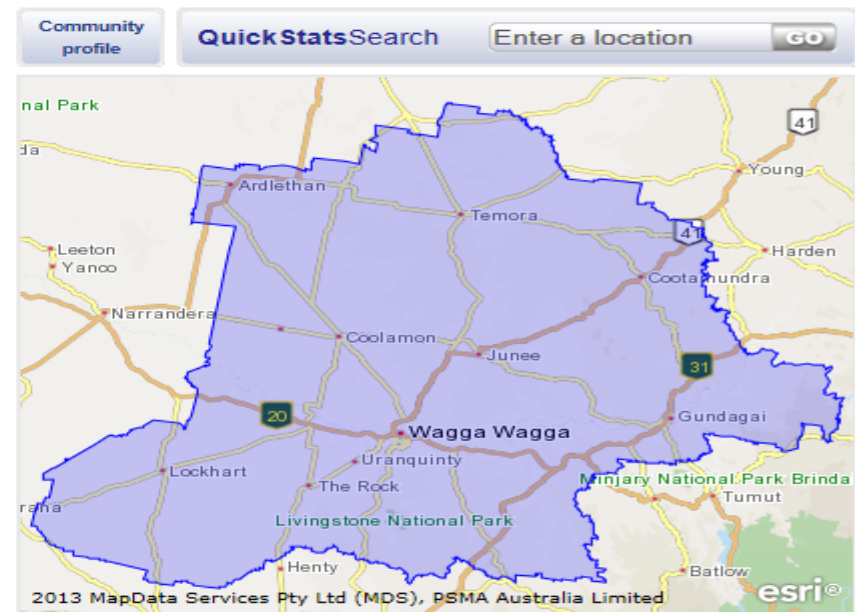 Community
profile
QuickStatsSearch
Enter a location
GO
nal Park
41
da
Young
Ardlethan
Temora
41
Leeton
Harden
Yanco
Cootamundra
Narrandera
Coolamon
Junee
31
20
Gundagai
Wagga Wagga
Uranquinty
Lockhart
Minjary National Park Brinda
The Rock
Tumut
rana
Livingstone National Park
Henty
Batlow
2013 MapData Services Pty Ltd (MDS), PSMA Australia Limited
esri®